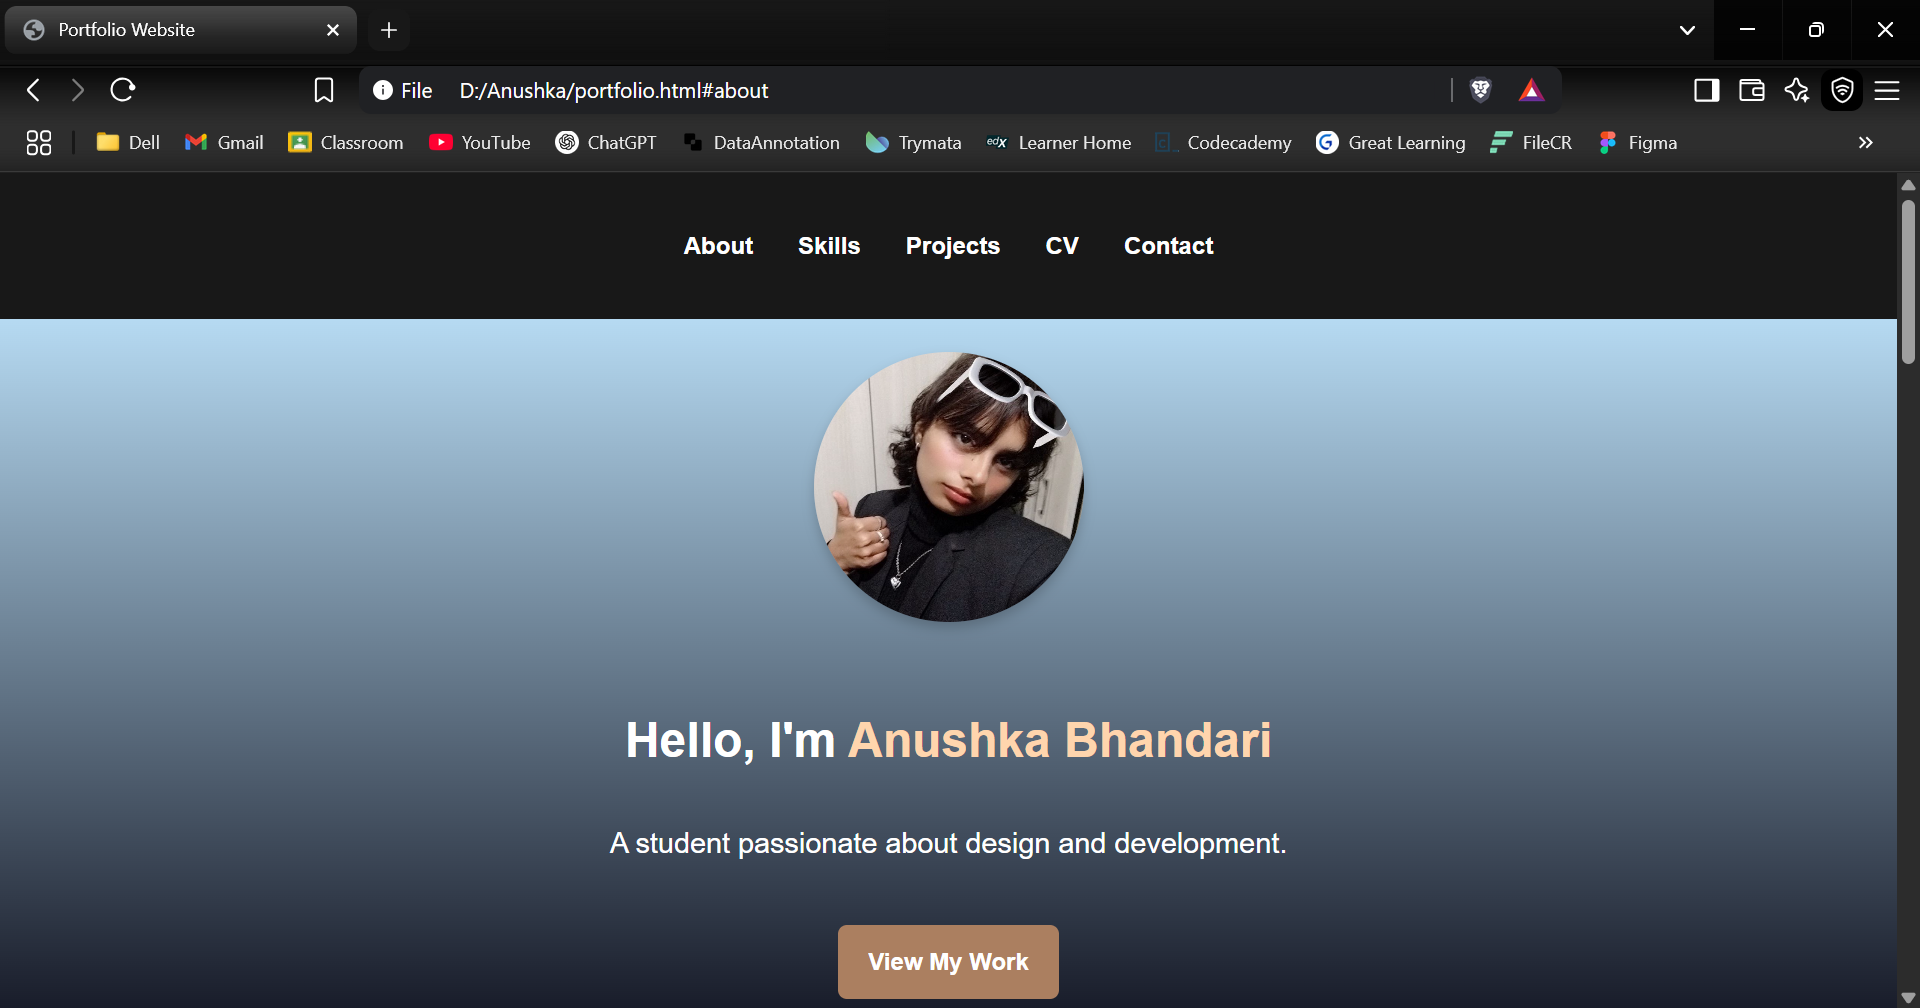 Portfolio Website
File D:/Anushka/portfolio.html#about
Dell Gmail Classroom YouTube ChatGPT DataAnnotation Trymata edX Learner Home Codecademy Great Learning FileCR Figma
About Skills Projects CV Contact
Hello, I'm Anushka Bhandari
A student passionate about design and development.
View My Work